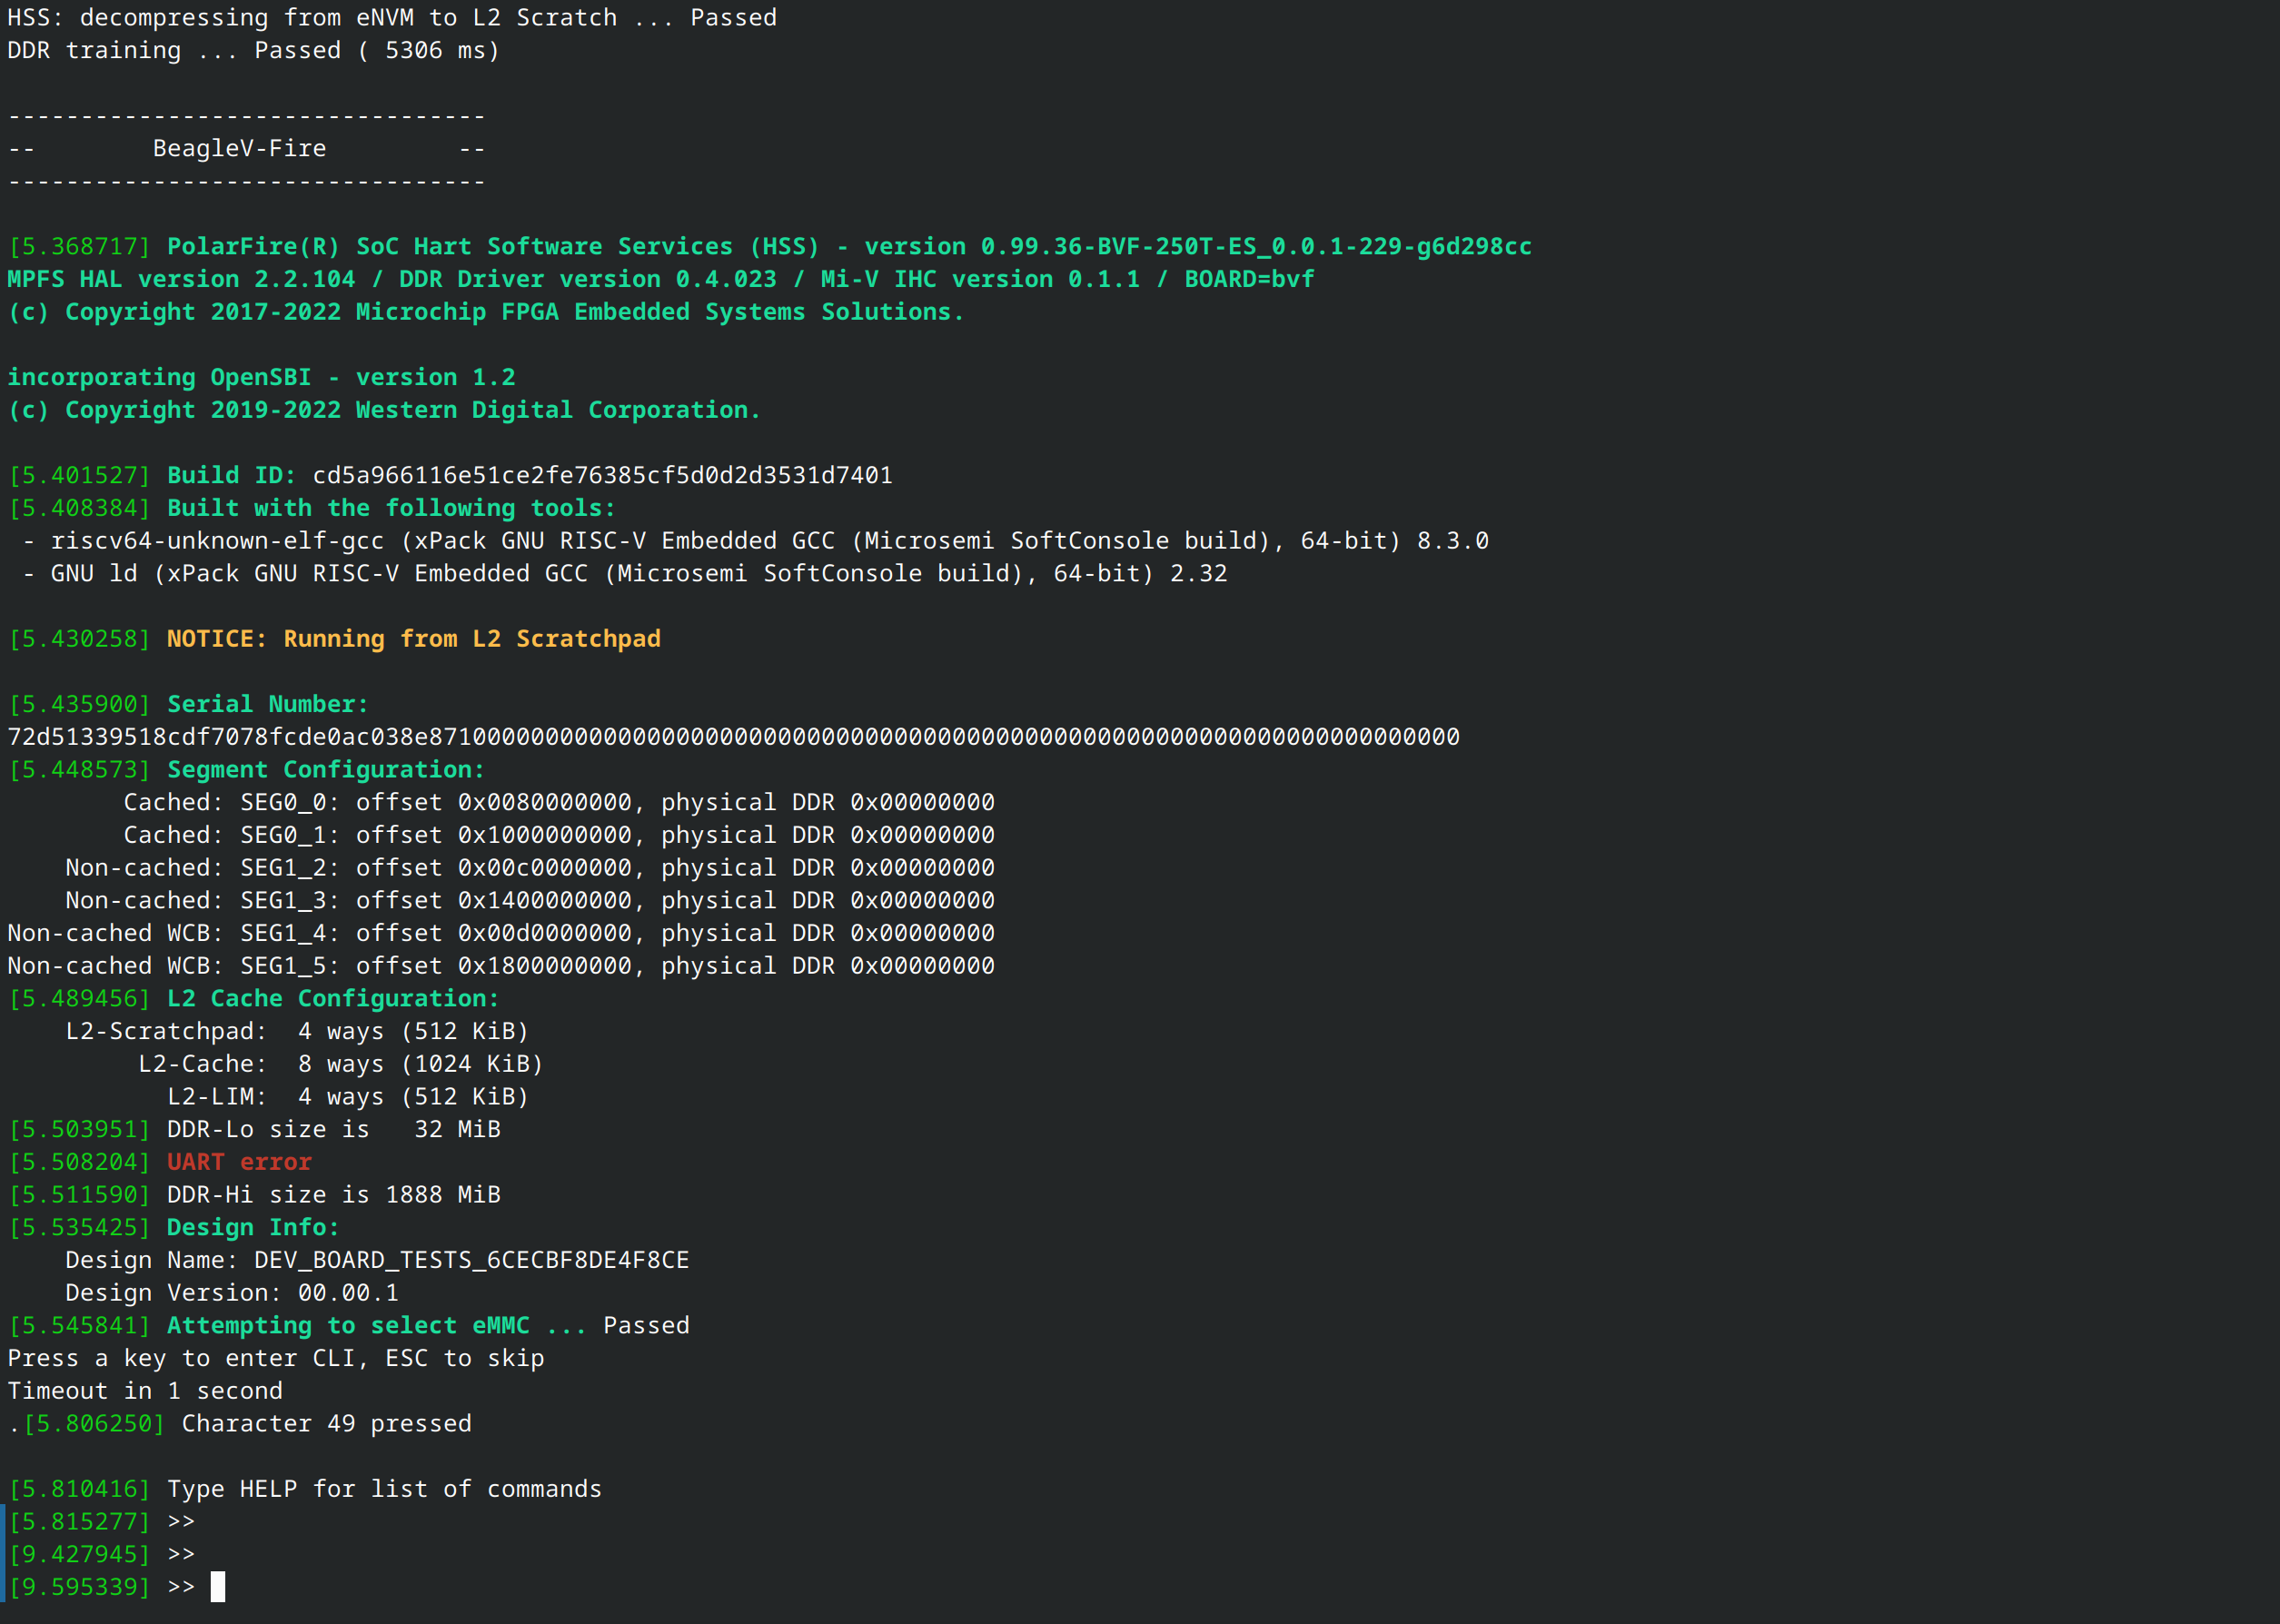 HSS: decompressing from eNVM to L2 Scratch ... Passed
DDR training ... Passed ( 5306 ms)
---------------------------------
--        BeagleV-Fire         --
---------------------------------
[5.368717] PolarFire(R) SoC Hart Software Services (HSS) - version 0.99.36-BVF-250T-ES_0.0.1-229-g6d298cc
MPFS HAL version 2.2.104 / DDR Driver version 0.4.023 / Mi-V IHC version 0.1.1 / BOARD=bvf
(c) Copyright 2017-2022 Microchip FPGA Embedded Systems Solutions.
incorporating OpenSBI - version 1.2
(c) Copyright 2019-2022 Western Digital Corporation.
[5.401527] Build ID: cd5a966116e51ce2fe76385cf5d0d2d3531d7401
[5.408384] Built with the following tools:
 - riscv64-unknown-elf-gcc (xPack GNU RISC-V Embedded GCC (Microsemi SoftConsole build), 64-bit) 8.3.0
 - GNU ld (xPack GNU RISC-V Embedded GCC (Microsemi SoftConsole build), 64-bit) 2.32
[5.430258] NOTICE: Running from L2 Scratchpad
[5.435900] Serial Number:
72d51339518cdf7078fcde0ac038e8710000000000000000000000000000000000000000000000000000000000000000000
[5.448573] Segment Configuration:
        Cached: SEG0_0: offset 0x0080000000, physical DDR 0x00000000
        Cached: SEG0_1: offset 0x1000000000, physical DDR 0x00000000
    Non-cached: SEG1_2: offset 0x00c0000000, physical DDR 0x00000000
    Non-cached: SEG1_3: offset 0x1400000000, physical DDR 0x00000000
Non-cached WCB: SEG1_4: offset 0x00d0000000, physical DDR 0x00000000
Non-cached WCB: SEG1_5: offset 0x1800000000, physical DDR 0x00000000
[5.489456] L2 Cache Configuration:
    L2-Scratchpad:  4 ways (512 KiB)
         L2-Cache:  8 ways (1024 KiB)
           L2-LIM:  4 ways (512 KiB)
[5.503951] DDR-Lo size is   32 MiB
[5.508204] UART error
[5.511590] DDR-Hi size is 1888 MiB
[5.535425] Design Info:
    Design Name: DEV_BOARD_TESTS_6CECBF8DE4F8CE
    Design Version: 00.00.1
[5.545841] Attempting to select eMMC ... Passed
Press a key to enter CLI, ESC to skip
Timeout in 1 second
.[5.806250] Character 49 pressed
[5.810416] Type HELP for list of commands
[5.815277] >>
[9.427945] >>
[9.595339] >>